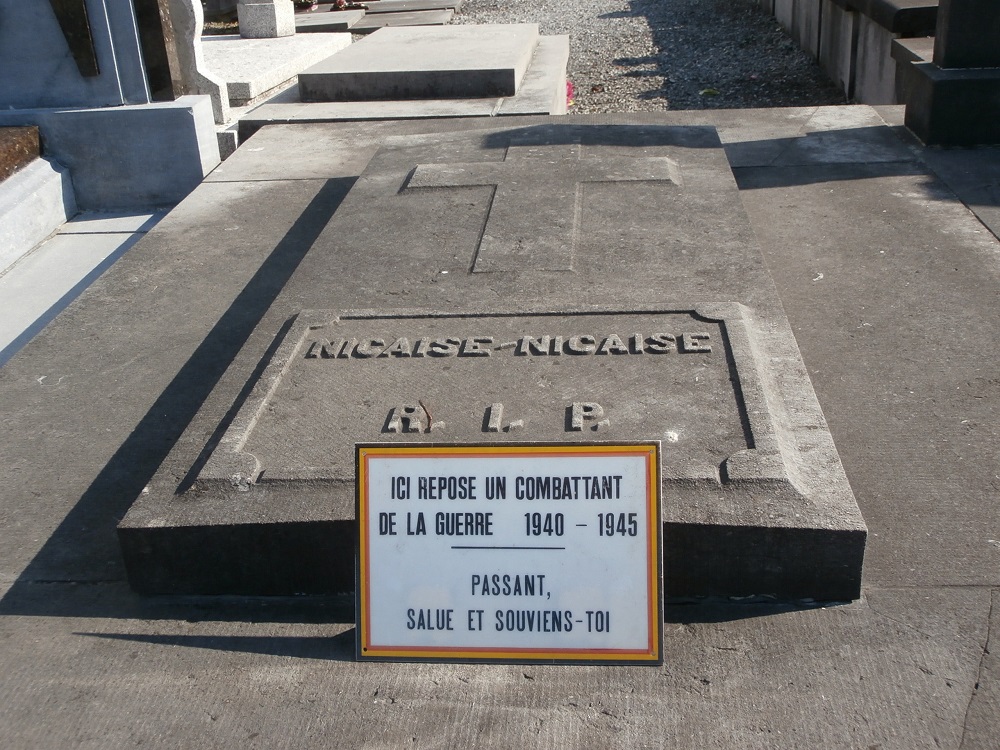 NICAISE-NICAISE
R. I. P.
ICI REPOSE UN COMBATTANT
DE LA GUERRE 1940 - 1945
PASSANT,
SALUE ET SOUVIENS-TOI